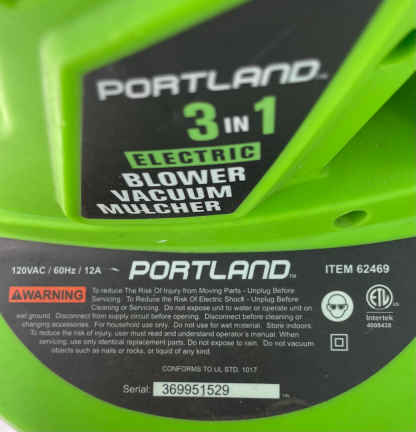 PORTLAND™
3 IN 1
ELECTRIC
BLOWER
VACUUM
MULCHER
120VAC / 60Hz / 12A
PORTLAND™
ITEM 62469
WARNING To reduce The Risk Of Injury from Moving Parts - Unplug Before
Servicing. To Reduce the Risk Of Electric Shock - Unplug Before
Cleaning or Servicing. Do not expose unit to water or operate unit on
wet ground. Disconnect from supply circuit before opening. Disconnect before cleaning or
changing accessories. For household use only. Do not use for wet material. Store indoors.
To reduce the risk of injury, user must read and understand operator's manual. When
servicing, use only identical replacement parts. Do not expose to rain. Do not vacuum
objects such as nails or rocks, or liquid of any kind.
ETL
Intertek
CONFORMS TO UL STD. 1017
Serial: 369951529